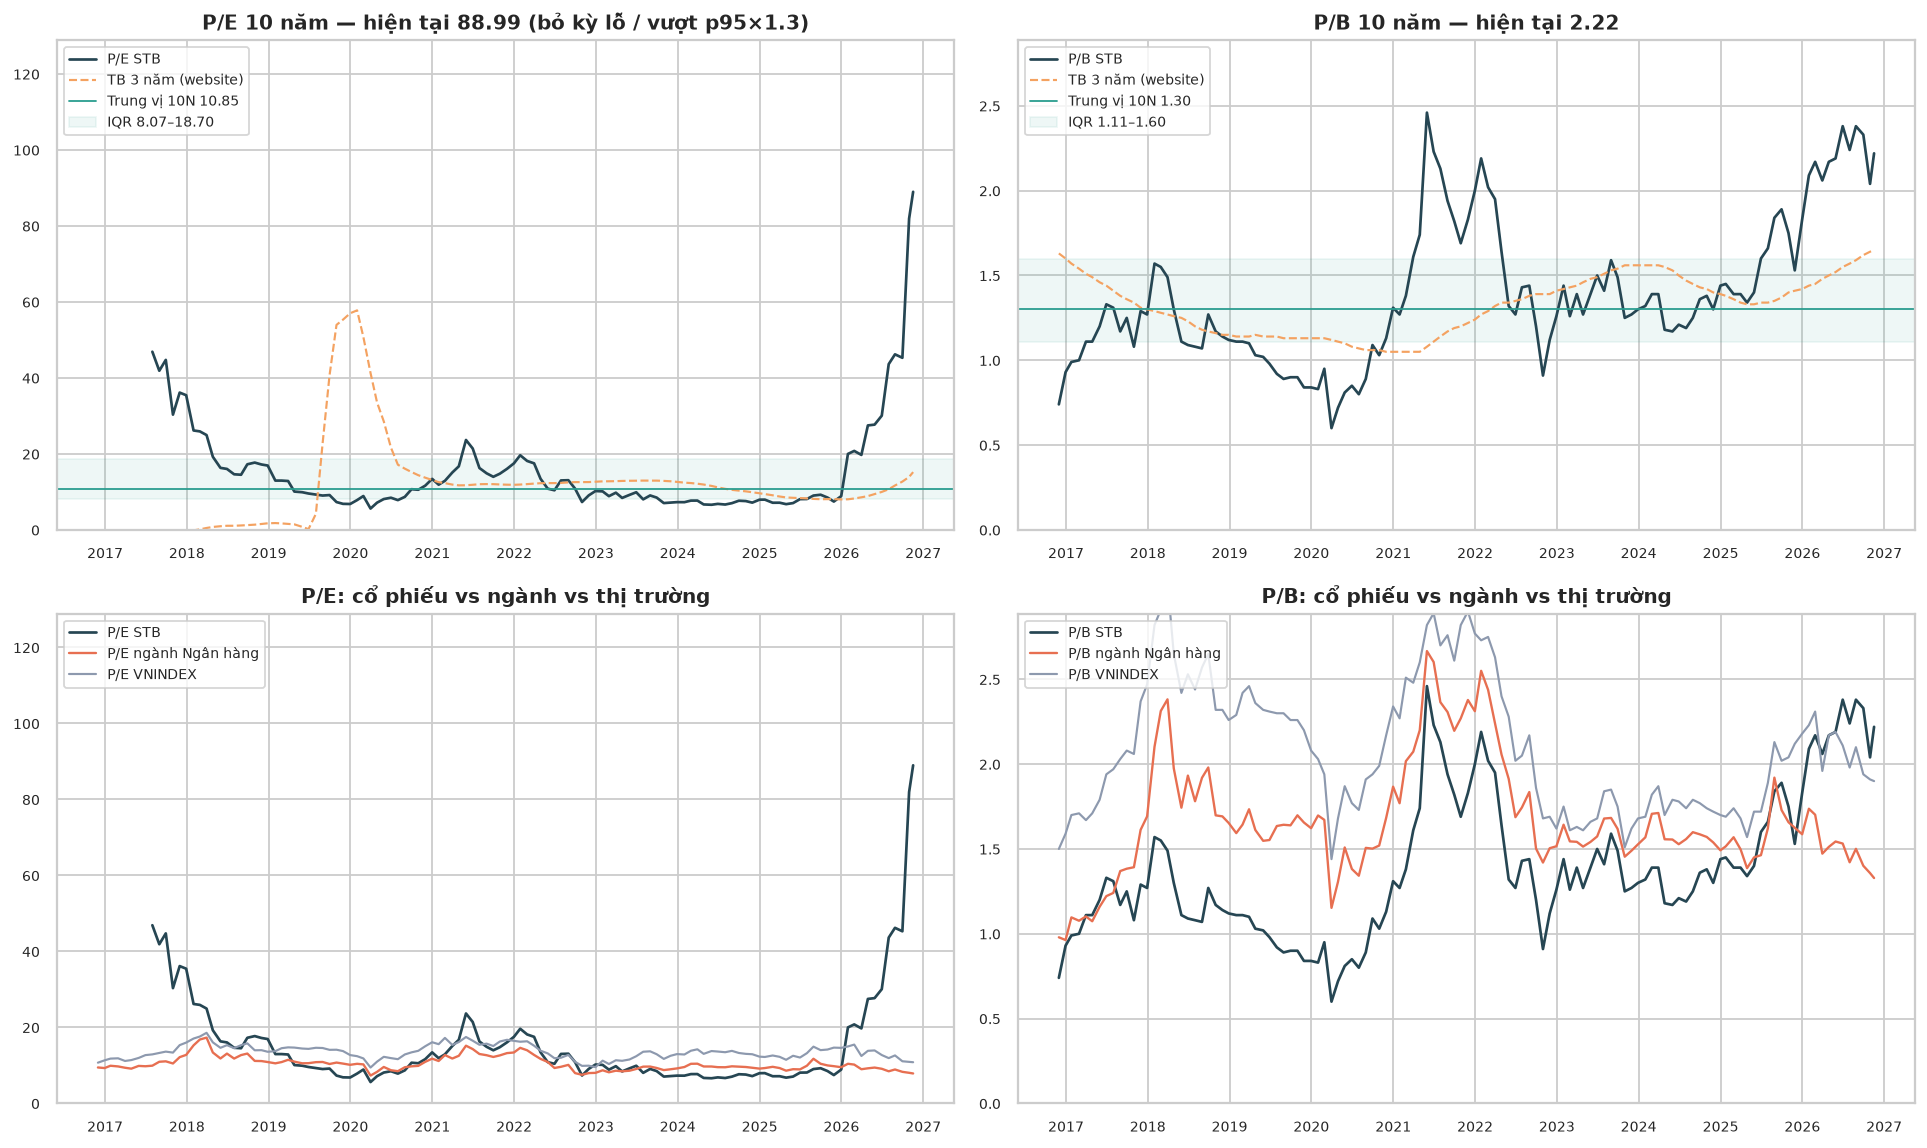 P/E 10 năm — hiện tại 88.99 (bỏ kỳ lỗ / vượt p95×1.3)
P/E STB
TB 3 năm (website)
Trung vị 10N 10.85
IQR 8.07–18.70
120
100
80
60
40
20
0
2017 2018 2019 2020 2021 2022 2023 2024 2025 2026 2027
P/B 10 năm — hiện tại 2.22
P/B STB
TB 3 năm (website)
Trung vị 10N 1.30
IQR 1.11–1.60
2.5
2.0
1.5
1.0
0.5
0.0
2017 2018 2019 2020 2021 2022 2023 2024 2025 2026 2027
P/E: cổ phiếu vs ngành vs thị trường
P/E STB
P/E ngành Ngân hàng
P/E VNINDEX
120
100
80
60
40
20
0
2017 2018 2019 2020 2021 2022 2023 2024 2025 2026 2027
P/B: cổ phiếu vs ngành vs thị trường
P/B STB
P/B ngành Ngân hàng
P/B VNINDEX
2.5
2.0
1.5
1.0
0.5
0.0
2017 2018 2019 2020 2021 2022 2023 2024 2025 2026 2027